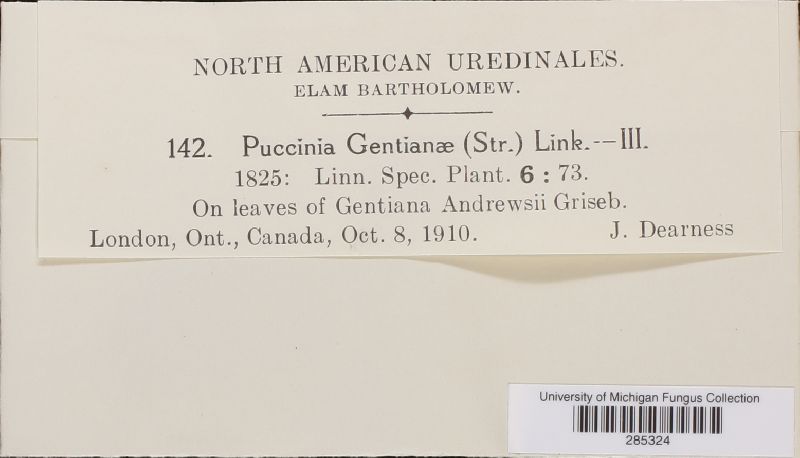 NORTH AMERICAN UREDINALES.
ELAM BARTHOLOMEW.
142. Puccinia Gentianæ (Str.) Link.—III.
1825: Linn. Spec. Plant. 6 : 73.
On leaves of Gentiana Andrewsii Griseb.
London, Ont., Canada, Oct. 8, 1910. J. Dearness
University of Michigan Fungus Collection
285324